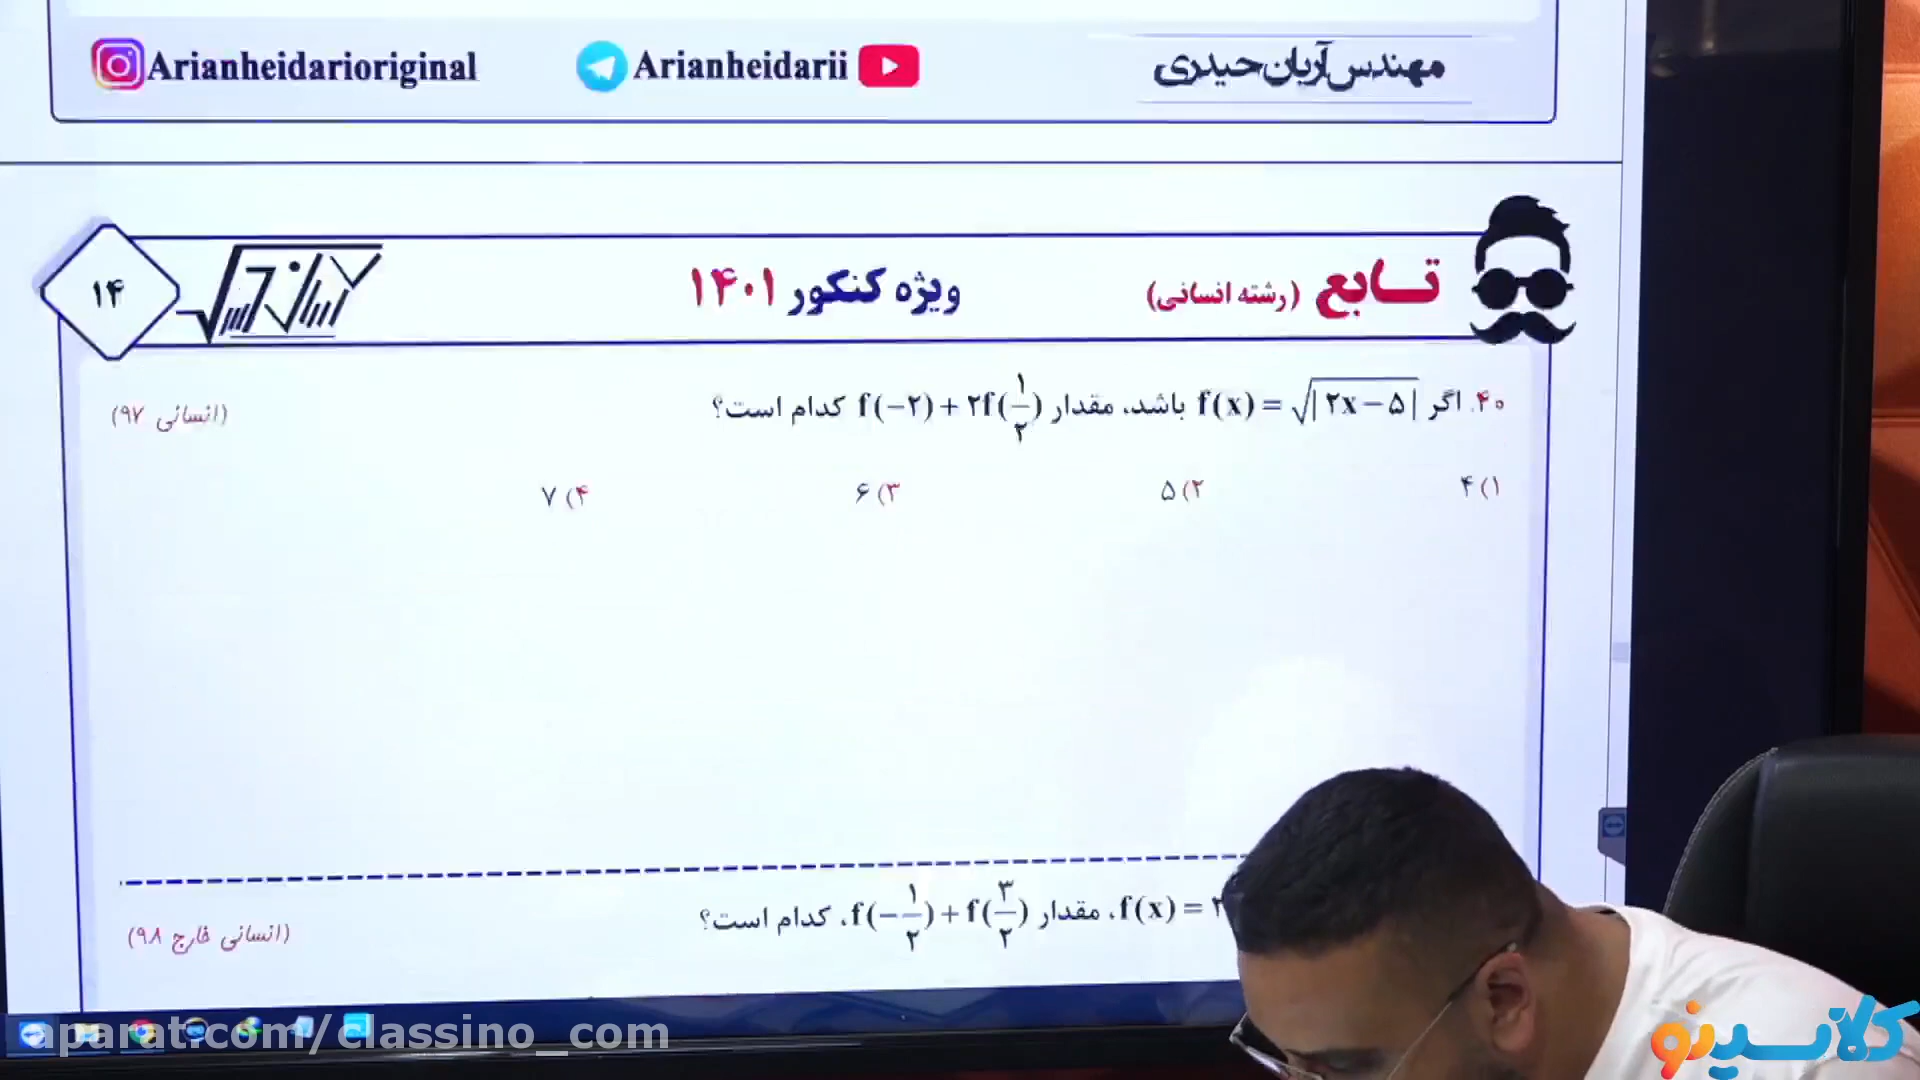 Arianheidarioriginal Arianheidarii مهندس آریان حیدری
تابع (رشته انسانی) ویژه کنکور ۱۴۰۱ ۱۴
۴۰. اگر f(x) = √|۲x − ۵| باشد، مقدار f(−۲) + ۲f(۱/۲) کدام است؟ (انسانی ۹۷)
۱) ۴ ۲) ۵ ۳) ۶ ۴) ۷
f(x) = ۲، مقدار f(−۱/۲) + f(۳/۲)، کدام است؟ (انسانی خارج ۹۸)
aparat.com/classino_com
کلاسینو